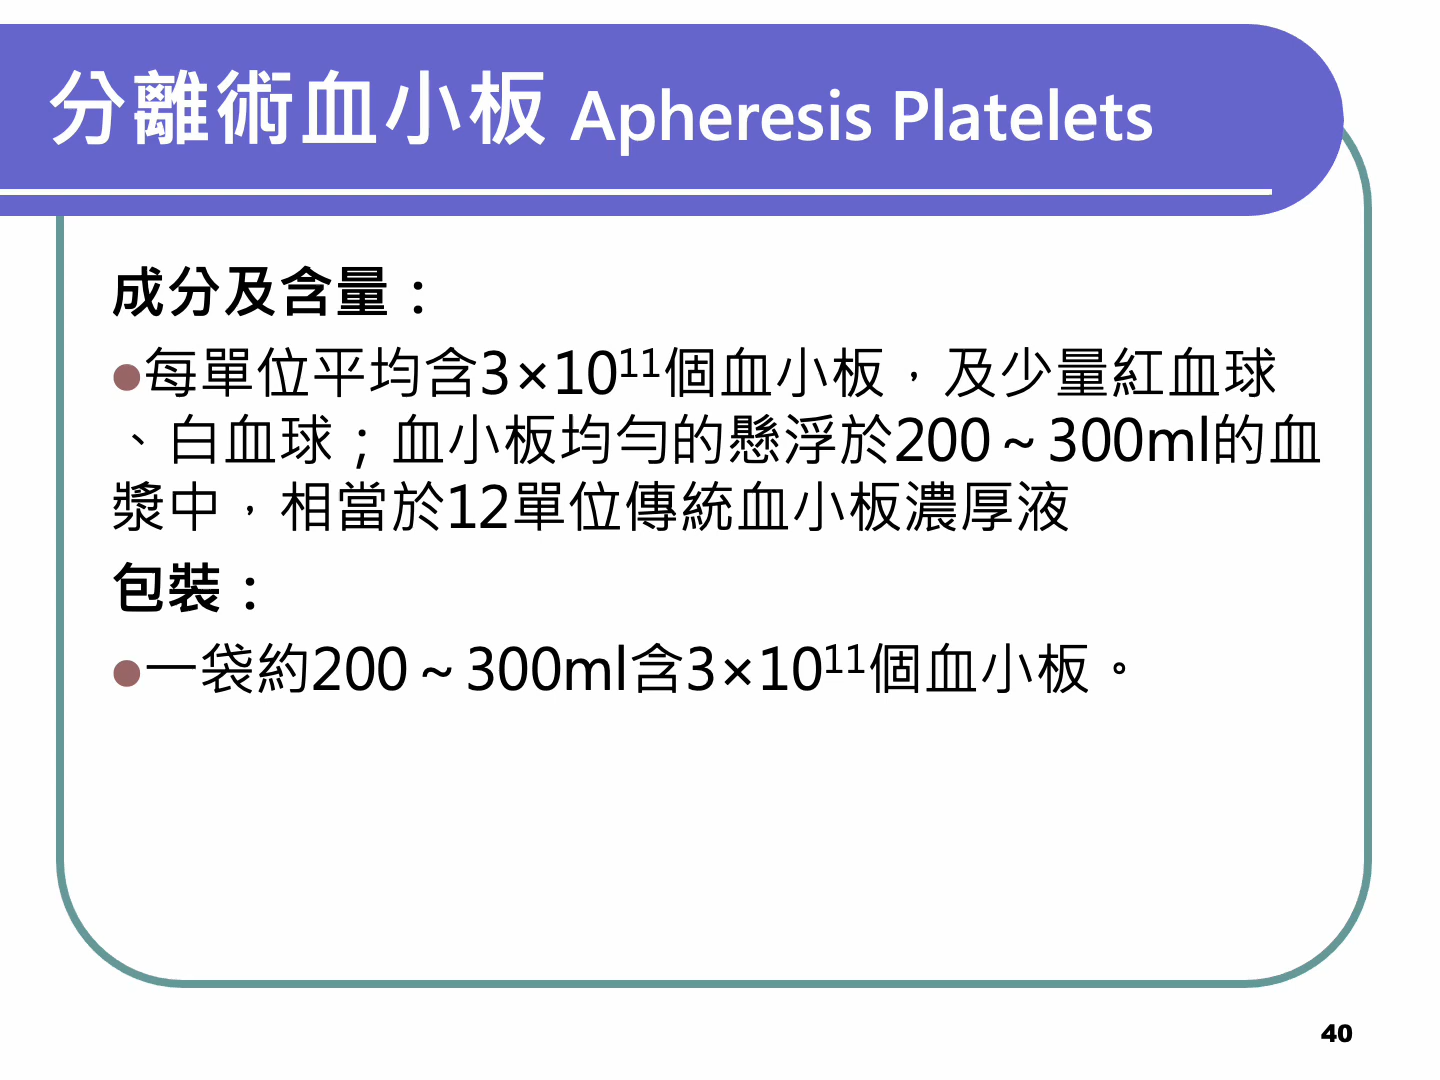 分離術血小板 Apheresis Platelets
成分及含量：
●每單位平均含3×10¹¹個血小板，及少量紅血球
、白血球；血小板均勻的懸浮於200～300ml的血
漿中，相當於12單位傳統血小板濃厚液
包裝：
●一袋約200～300ml含3×10¹¹個血小板。
40